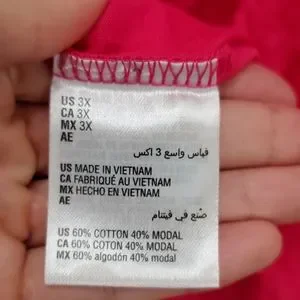 US 3X
CA 3X
MX 3X
AE
قياس واسع 3 اكس
US MADE IN VIETNAM
CA FABRIQUÉ AU VIETNAM
MX HECHO EN VIETNAM
AE
صُنع في فيتنام
US 60% COTTON 40% MODAL
CA 60% COTON 40% MODAL
MX 60% algodón 40% modal